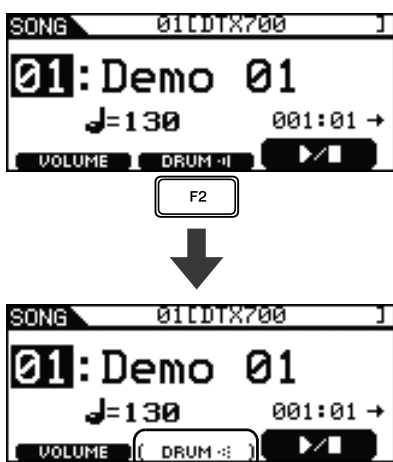 SONG 01[DTX700 ]
01:Demo 01
♩=130 001:01→
VOLUME DRUM ▶/■
F2
SONG 01[DTX700 ]
01:Demo 01
♩=130 001:01→
VOLUME DRUM ▶/■